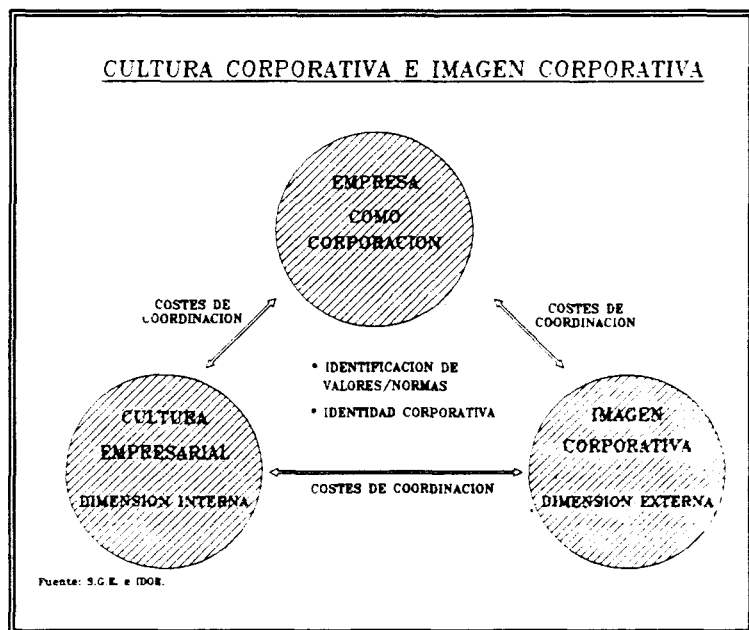 CULTURA CORPORATIVA E IMAGEN CORPORATIVA
EMPRESA
COMO
CORPORACION
COSTES DE
COORDINACION
COSTES DE
COORDINACION
• IDENTIFICACION DE
VALORES/NORMAS
• IDENTIDAD CORPORATIVA
CULTURA
EMPRESARIAL
DIMENSION INTERNA
IMAGEN
CORPORATIVA
DIMENSION EXTERNA
COSTES DE COORDINACION
Fuente: S.G.E. e IDOE.